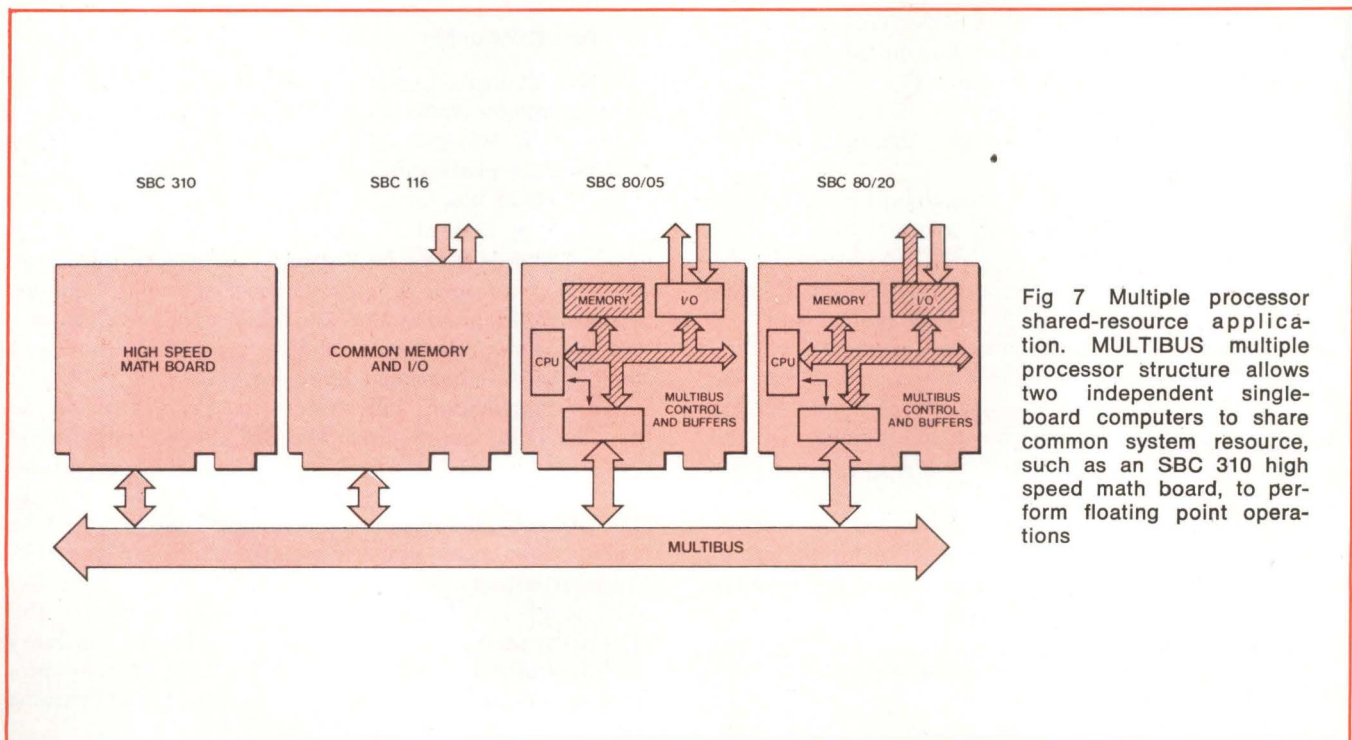 SBC 310
SBC 116
SBC 80/05
SBC 80/20
HIGH SPEED
MATH BOARD
COMMON MEMORY
AND I/O
MEMORY
I/O
CPU
MULTIBUS
CONTROL
AND BUFFERS
MEMORY
I/O
CPU
MULTIBUS
CONTROL
AND BUFFERS
MULTIBUS
Fig 7 Multiple processor
shared-resource applica-
tion. MULTIBUS multiple
processor structure allows
two independent single-
board computers to share
common system resource,
such as an SBC 310 high
speed math board, to per-
form floating point opera-
tions